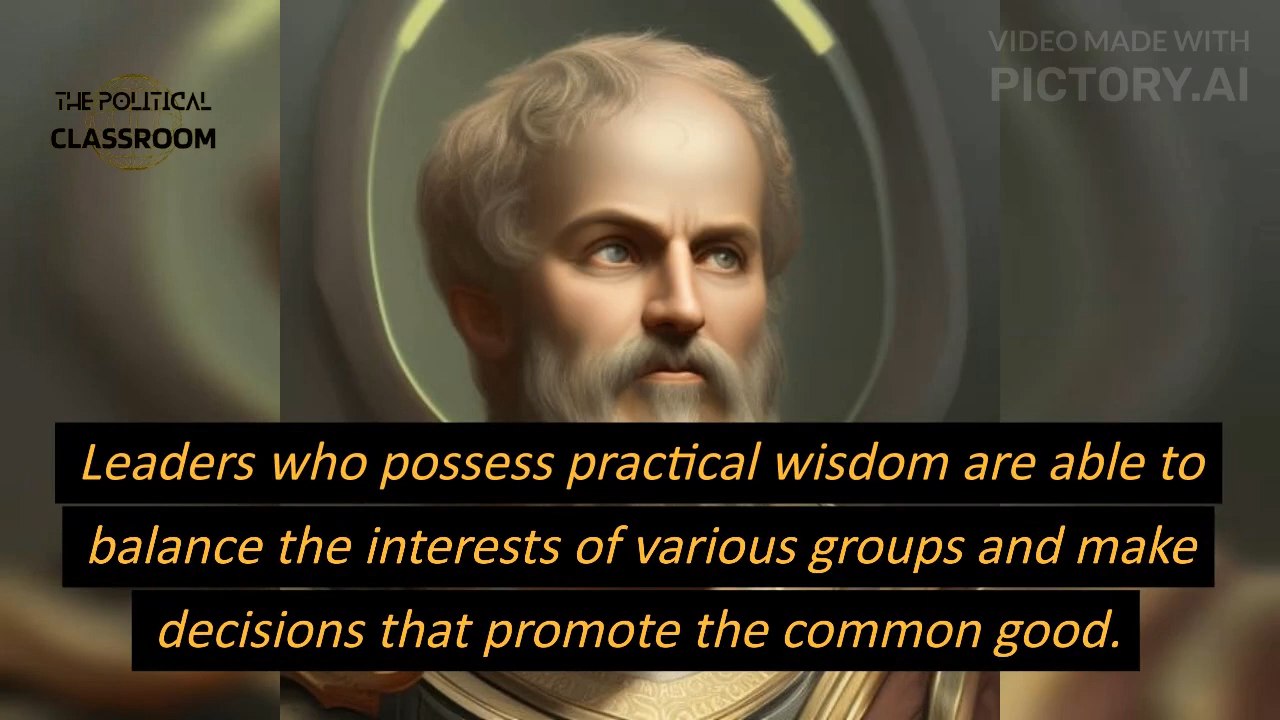 VIDEO MADE WITH
PICTORY.AI
THE POLITICAL
CLASSROOM
Leaders who possess practical wisdom are able to
balance the interests of various groups and make
decisions that promote the common good.